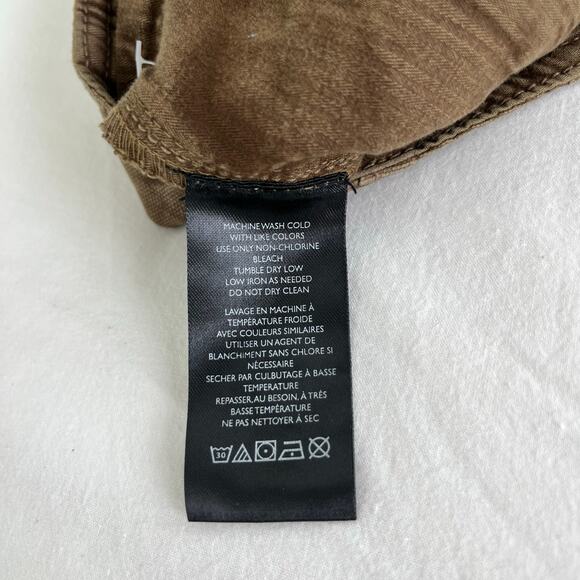 MACHINE WASH COLD
WITH LIKE COLORS
USE ONLY NON-CHLORINE
BLEACH
TUMBLE DRY LOW
LOW IRON AS NEEDED
DO NOT DRY CLEAN
LAVAGE EN MACHINE À
TEMPÉRATURE FROIDE
AVEC COULEURS SIMILAIRES
UTILISER UN AGENT DE
BLANCHIMENT SANS CHLORE SI
NÉCESSAIRE
SECHER PAR CULBUTAGE À BASSE
TEMPERATURE
REPASSER, AU BESOIN, À TRÈS
BASSE TEMPÉRATURE
NE PAS NETTOYER À SEC
30